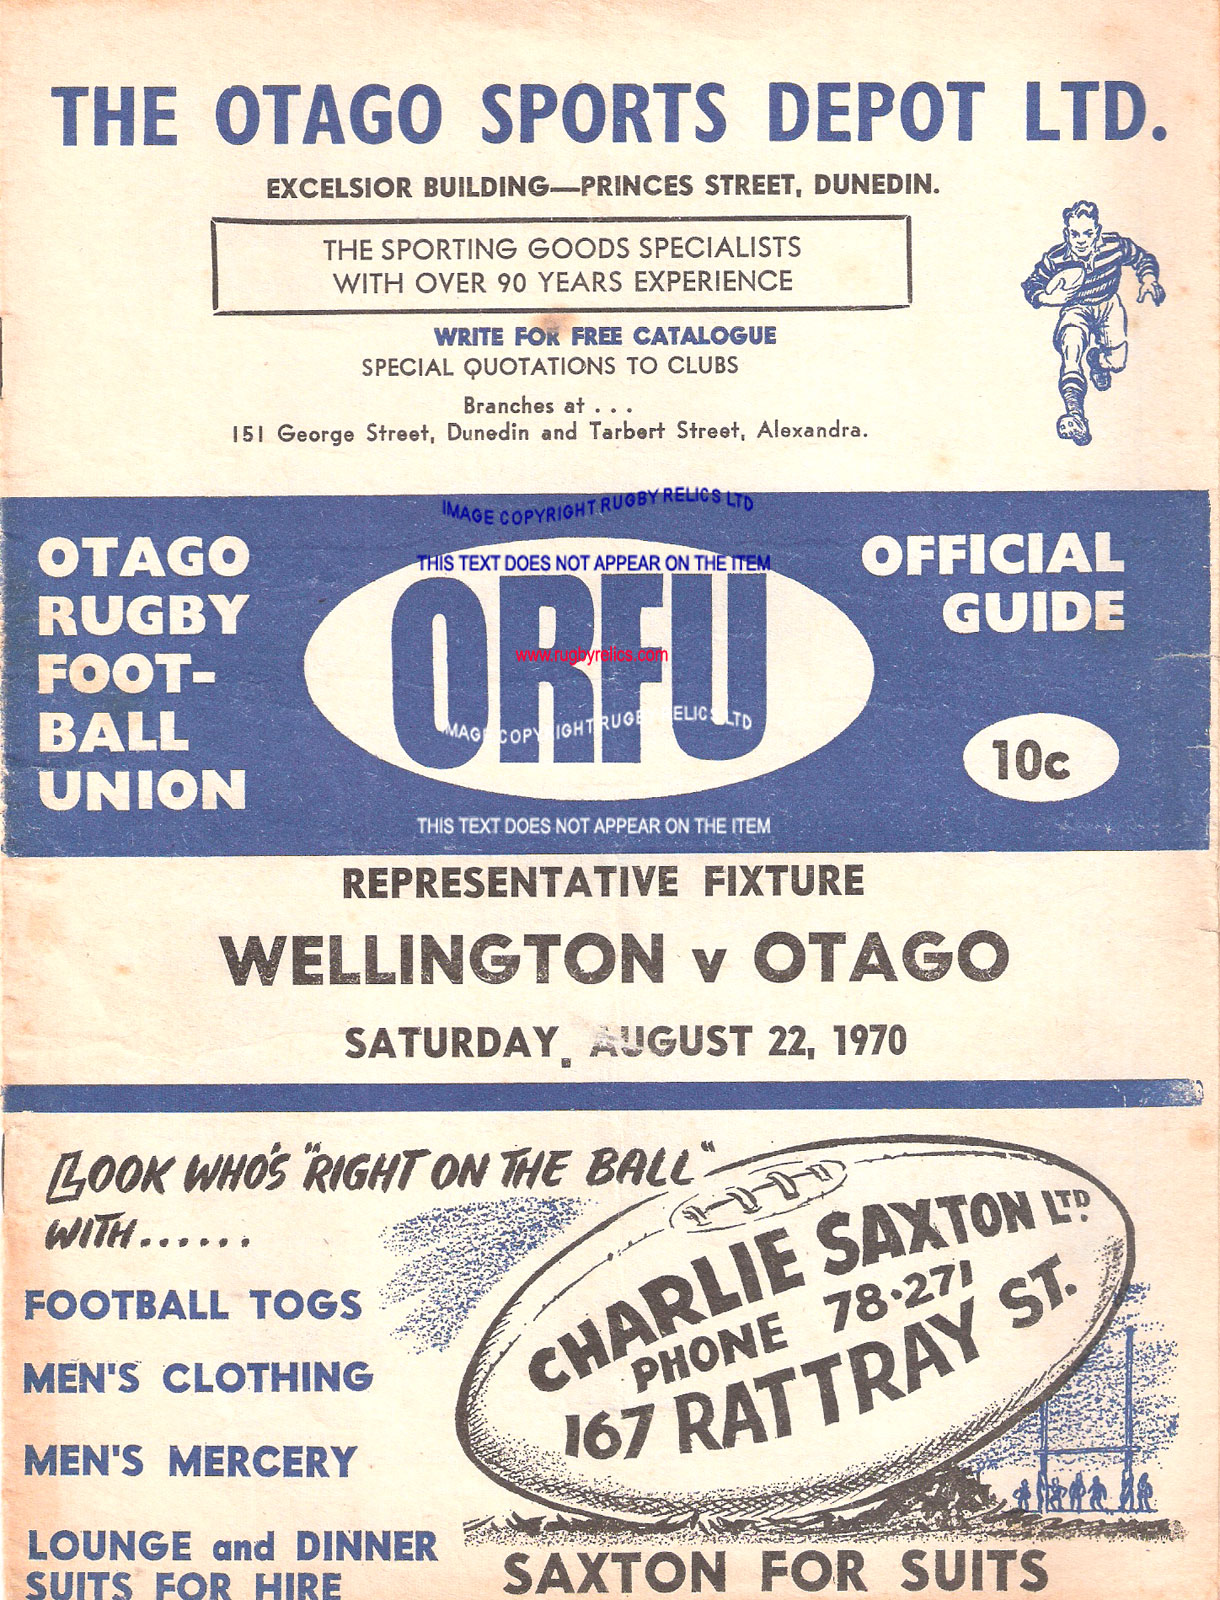 THE OTAGO SPORTS DEPOT LTD.
EXCELSIOR BUILDING—PRINCES STREET, DUNEDIN.
THE SPORTING GOODS SPECIALISTS
WITH OVER 90 YEARS EXPERIENCE
WRITE FOR FREE CATALOGUE
SPECIAL QUOTATIONS TO CLUBS
Branches at . . .
151 George Street, Dunedin and Tarbert Street, Alexandra.
IMAGE COPYRIGHT RUGBY RELICS LTD
THIS TEXT DOES NOT APPEAR ON THE ITEM
OTAGO
RUGBY
FOOT-
BALL
UNION
ORFU
www.rugbyrelics.com
IMAGE COPYRIGHT RUGBY RELICS LTD
THIS TEXT DOES NOT APPEAR ON THE ITEM
OFFICIAL
GUIDE
10c
REPRESENTATIVE FIXTURE
WELLINGTON v OTAGO
SATURDAY, AUGUST 22, 1970
LOOK WHO'S "RIGHT ON THE BALL"
WITH......
FOOTBALL TOGS
MEN'S CLOTHING
MEN'S MERCERY
LOUNGE and DINNER
SUITS FOR HIRE
CHARLIE SAXTON LTD.
PHONE 78·271
167 RATTRAY ST.
SAXTON FOR SUITS